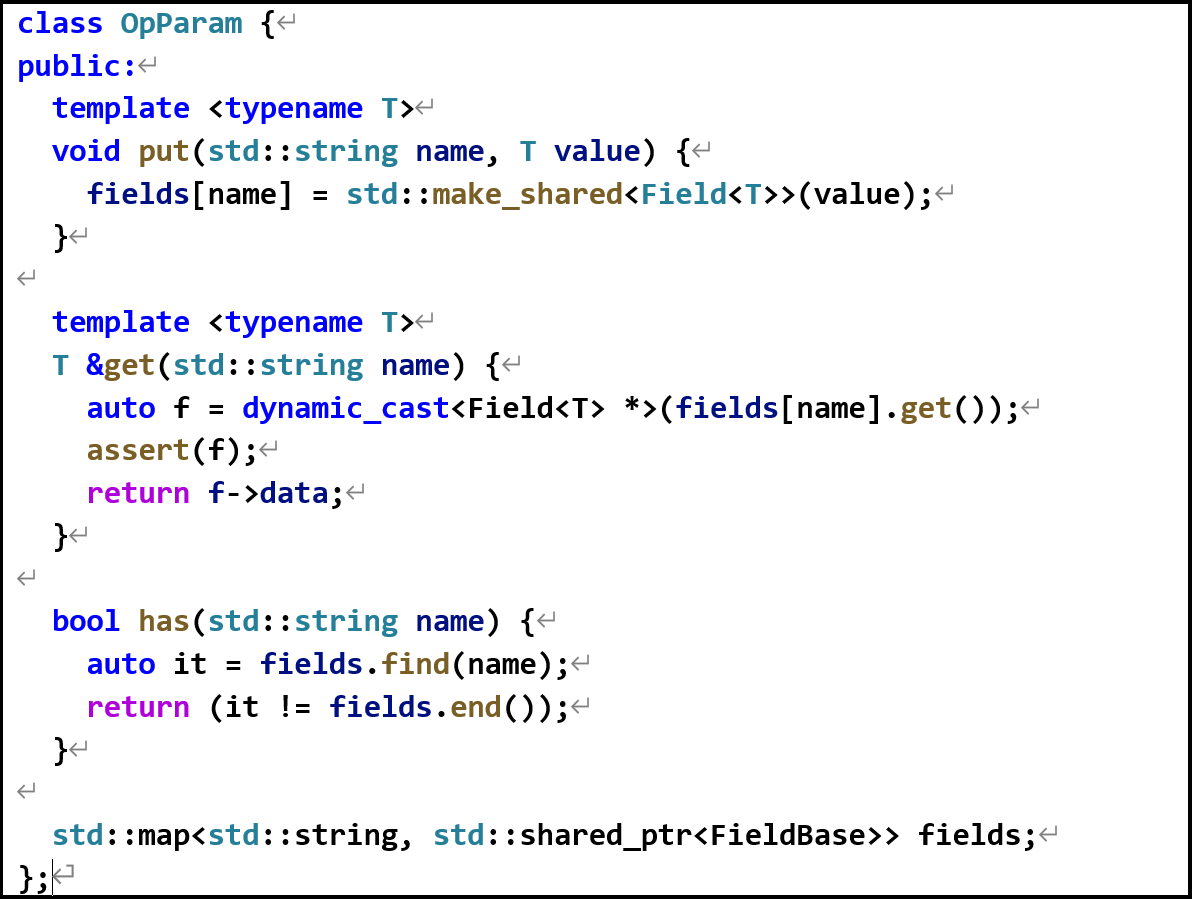 class OpParam {
public:
  template <typename T>
  void put(std::string name, T value) {
    fields[name] = std::make_shared<Field<T>>(value);
  }

  template <typename T>
  T &get(std::string name) {
    auto f = dynamic_cast<Field<T> *>(fields[name].get());
    assert(f);
    return f->data;
  }

  bool has(std::string name) {
    auto it = fields.find(name);
    return (it != fields.end());
  }

  std::map<std::string, std::shared_ptr<FieldBase>> fields;
};